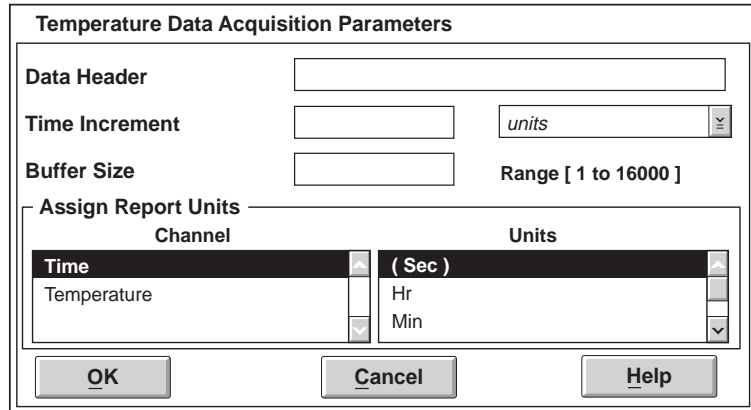 Temperature Data Acquisition Parameters
Data Header
Time Increment units
Buffer Size Range [ 1 to 16000 ]
Assign Report Units
Channel Units
Time ( Sec )
Temperature Hr
Min
OK Cancel Help